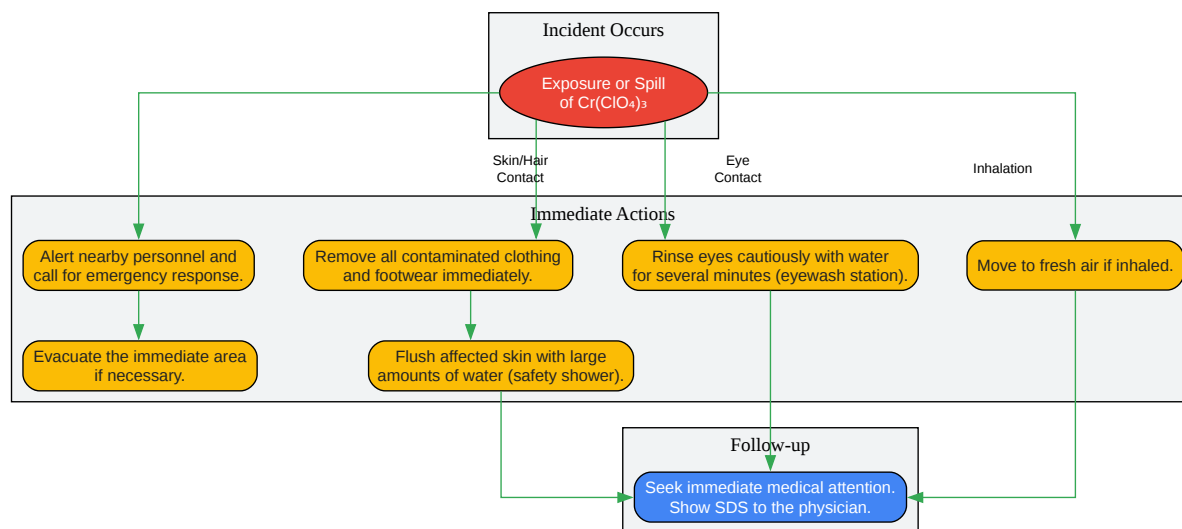 Incident Occurs
Exposure or Spill
of Cr(ClO₄)₃
Skin/Hair
Contact
Eye
Contact
Inhalation
Immediate Actions
Alert nearby personnel and
call for emergency response.
Remove all contaminated clothing
and footwear immediately.
Rinse eyes cautiously with water
for several minutes (eyewash station).
Move to fresh air if inhaled.
Evacuate the immediate area
if necessary.
Flush affected skin with large
amounts of water (safety shower).
Follow-up
Seek immediate medical attention.
Show SDS to the physician.